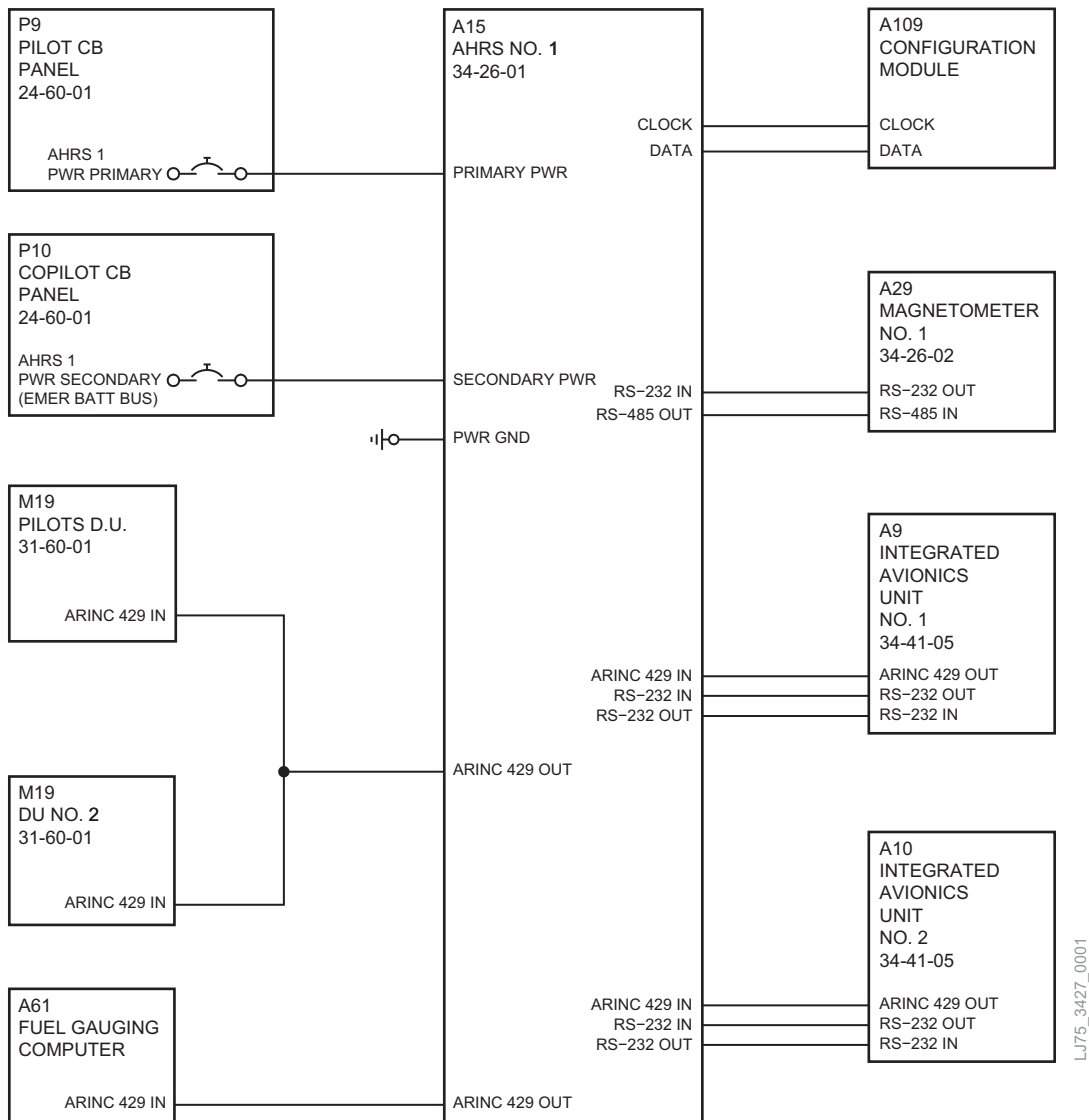 P9
PILOT CB
PANEL
24-60-01
AHRS 1
PWR PRIMARY
P10
COPILOT CB
PANEL
24-60-01
AHRS 1
PWR SECONDARY
(EMER BATT BUS)
M19
PILOTS D.U.
31-60-01
ARINC 429 IN
M19
DU NO. 2
31-60-01
ARINC 429 IN
A61
FUEL GAUGING
COMPUTER
ARINC 429 IN
A15
AHRS NO. 1
34-26-01
CLOCK
DATA
PRIMARY PWR
SECONDARY PWR
RS−232 IN
RS−485 OUT
PWR GND
ARINC 429 IN
RS−232 IN
RS−232 OUT
ARINC 429 OUT
ARINC 429 IN
RS−232 IN
RS−232 OUT
ARINC 429 OUT
A109
CONFIGURATION
MODULE
CLOCK
DATA
A29
MAGNETOMETER
NO. 1
34-26-02
RS−232 OUT
RS−485 IN
A9
INTEGRATED
AVIONICS
UNIT
NO. 1
34-41-05
ARINC 429 OUT
RS−232 OUT
RS−232 IN
A10
INTEGRATED
AVIONICS
UNIT
NO. 2
34-41-05
ARINC 429 OUT
RS−232 OUT
RS−232 IN
LJ75_3427_0001